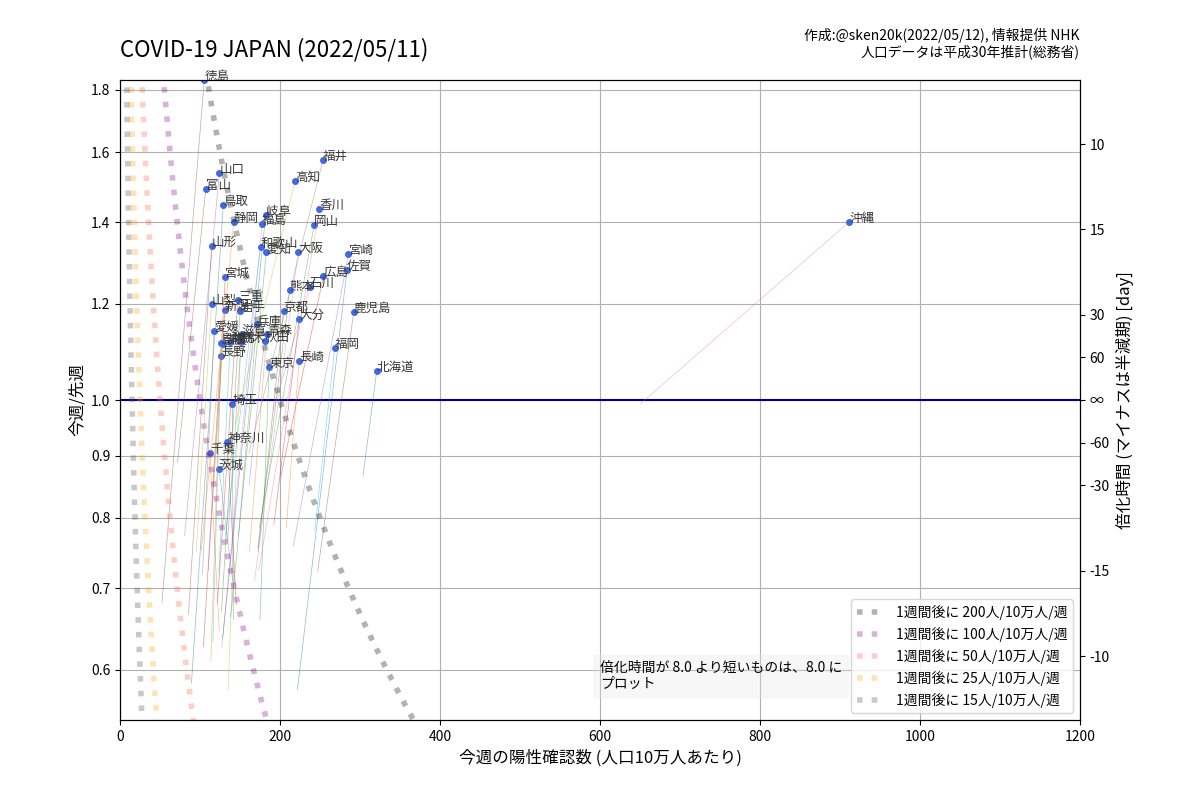 COVID-19 JAPAN (2022/05/11)
作成:@sken20k(2022/05/12), 情報提供 NHK
人口データは平成30年推計(総務省)
徳島
福井
山口
高知
富山
鳥取
香川
岐阜
静岡
福島
岡山
沖縄
山形
和歌山
愛知
大阪
宮崎
佐賀
宮城
広島
石川
熊本
三重
山梨
京都
鹿児島
大分
兵庫
愛媛
滋賀
青森
秋田
福岡
長野
長崎
東京
北海道
埼玉
神奈川
千葉
茨城
1.8
1.6
1.4
1.2
1.0
0.9
0.8
0.7
0.6
今週/先週
10
15
30
60
∞
-60
-30
-15
-10
倍化時間 (マイナスは半減期) [day]
倍化時間が 8.0 より短いものは、8.0 に
プロット
1週間後に 200人/10万人/週
1週間後に 100人/10万人/週
1週間後に 50人/10万人/週
1週間後に 25人/10万人/週
1週間後に 15人/10万人/週
0
200
400
600
800
1000
1200
今週の陽性確認数 (人口10万人あたり)